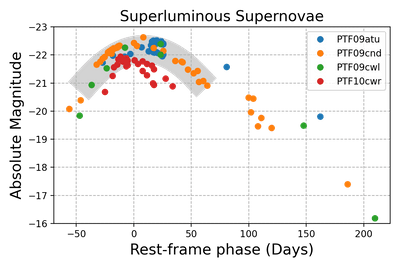 Superluminous Supernovae
Absolute Magnitude
−23
−22
−21
−20
−19
−18
−17
−16
PTF09atu
PTF09cnd
PTF09cwl
PTF10cwr
−50
0
50
100
150
200
Rest-frame phase (Days)